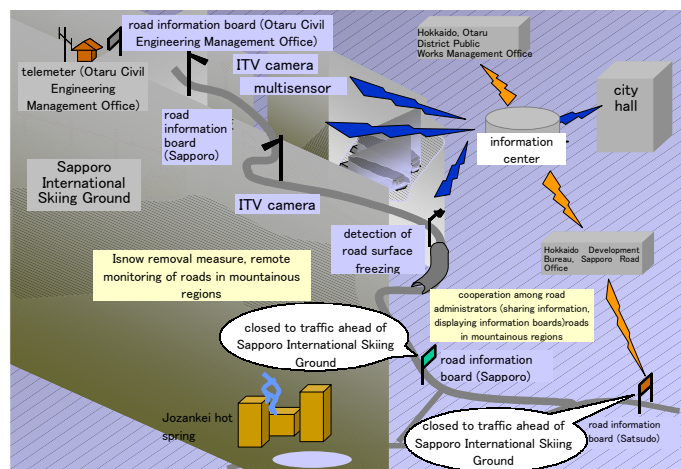 road information board (Otaru Civil
Engineering Management Office)
telemeter (Otaru Civil
Engineering
Management Office)
ITV camera
multisensor
Hokkaido, Otaru
District Public
Works Management Office
city
hall
road
information
board
(Sapporo)
information
center
Sapporo
International
Skiing Ground
ITV camera
detection of
road surface
freezing
Hokkaido Development
Bureau, Sapporo Road
Office
Isnow removal measure, remote
monitoring of roads in mountainous
regions
cooperation among road
administrators (sharing information,
displaying information boards)roads
in mountainous regions
closed to traffic ahead of
Sapporo International Skiing
Ground
road information
board (Sapporo)
Jozankei hot
spring
closed to traffic ahead of
Sapporo International Skiing
Ground
road information
board (Satsudo)